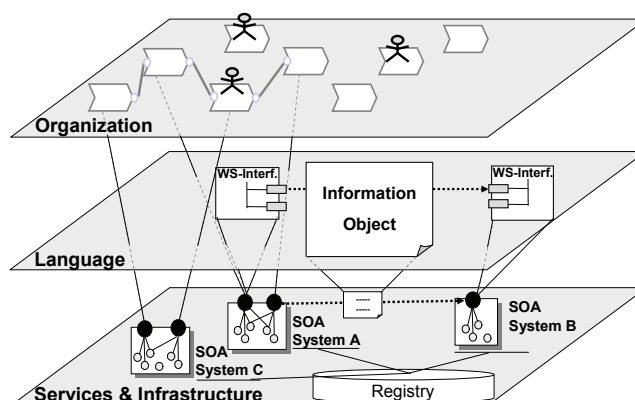 Organization
WS-Interf.
WS-Interf.
Information
Object
Language
SOA
System A
SOA
System B
SOA
System C
Registry
Services & Infrastructure